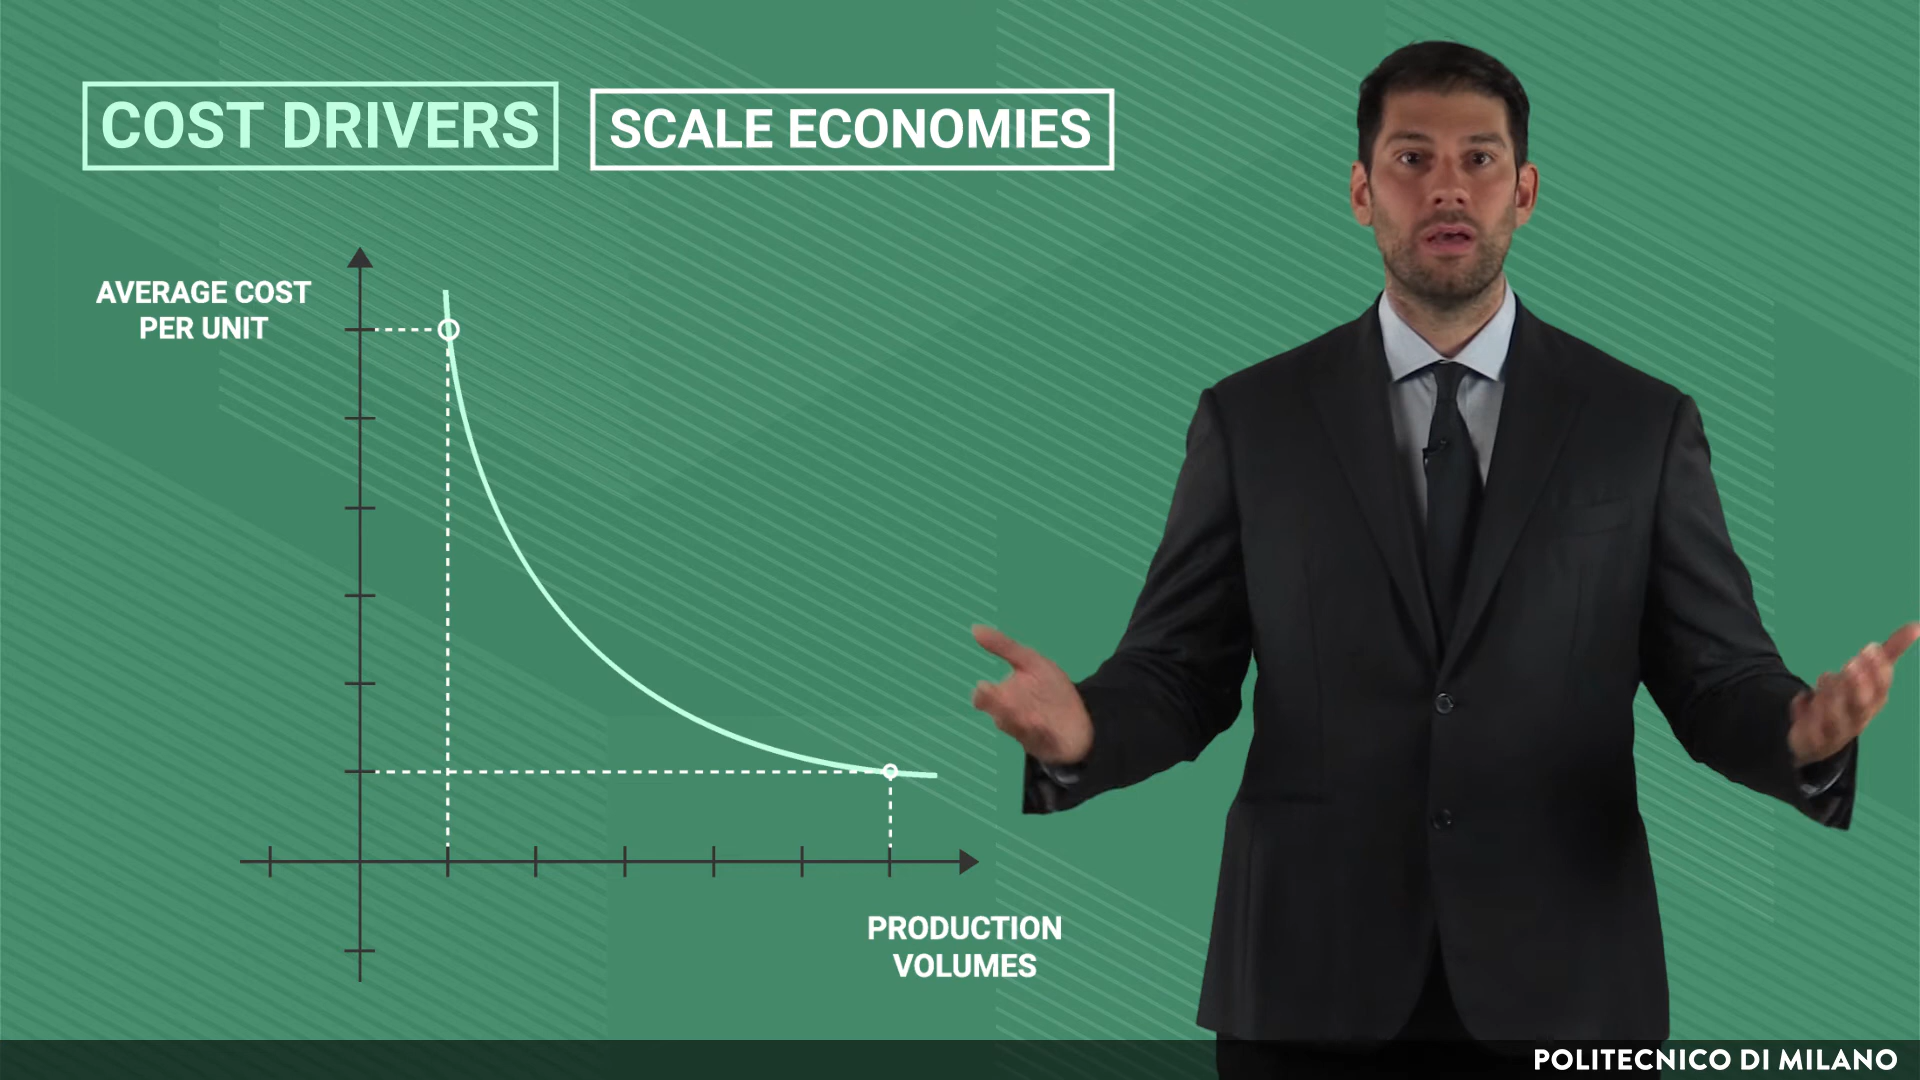 COST DRIVERS
SCALE ECONOMIES
AVERAGE COST
PER UNIT
PRODUCTION
VOLUMES
POLITECNICO DI MILANO